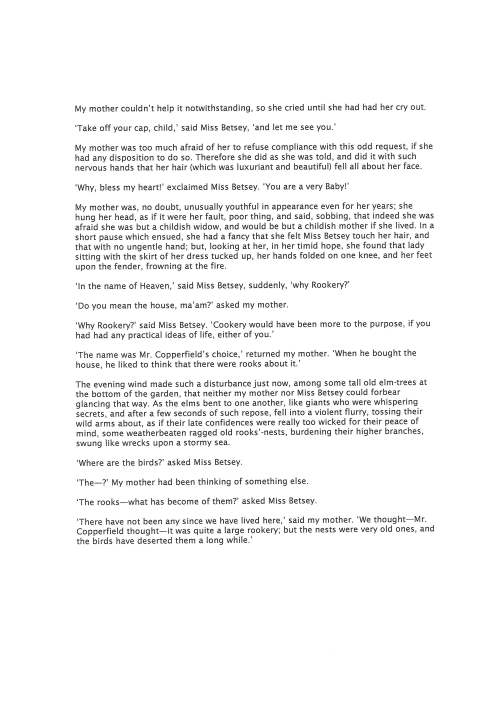 My mother couldn't help it notwithstanding, so she cried until she had had her cry out.
'Take off your cap, child,' said Miss Betsey, 'and let me see you.'
My mother was too much afraid of her to refuse compliance with this odd request, if she
had any disposition to do so. Therefore she did as she was told, and did it with such
nervous hands that her hair (which was luxuriant and beautiful) fell all about her face.
'Why, bless my heart!' exclaimed Miss Betsey. 'You are a very Baby!'
My mother was, no doubt, unusually youthful in appearance even for her years; she
hung her head, as if it were her fault, poor thing, and said, sobbing, that indeed she was
afraid she was but a childish widow, and would be but a childish mother if she lived. In a
short pause which ensued, she had a fancy that she felt Miss Betsey touch her hair, and
that with no ungentle hand; but, looking at her, in her timid hope, she found that lady
sitting with the skirt of her dress tucked up, her hands folded on one knee, and her feet
upon the fender, frowning at the fire.
'In the name of Heaven,' said Miss Betsey, suddenly, 'why Rookery?'
'Do you mean the house, ma'am?' asked my mother.
'Why Rookery?' said Miss Betsey. 'Cookery would have been more to the purpose, if you
had had any practical ideas of life, either of you.'
'The name was Mr. Copperfield's choice,' returned my mother. 'When he bought the
house, he liked to think that there were rooks about it.'
The evening wind made such a disturbance just now, among some tall old elm-trees at
the bottom of the garden, that neither my mother nor Miss Betsey could forbear
glancing that way. As the elms bent to one another, like giants who were whispering
secrets, and after a few seconds of such repose, fell into a violent flurry, tossing their
wild arms about, as if their late confidences were really too wicked for their peace of
mind, some weatherbeaten ragged old rooks'-nests, burdening their higher branches,
swung like wrecks upon a stormy sea.
'Where are the birds?' asked Miss Betsey.
'The—?' My mother had been thinking of something else.
'The rooks—what has become of them?' asked Miss Betsey.
'There have not been any since we have lived here,' said my mother. 'We thought—Mr.
Copperfield thought—it was quite a large rookery; but the nests were very old ones, and
the birds have deserted them a long while.'